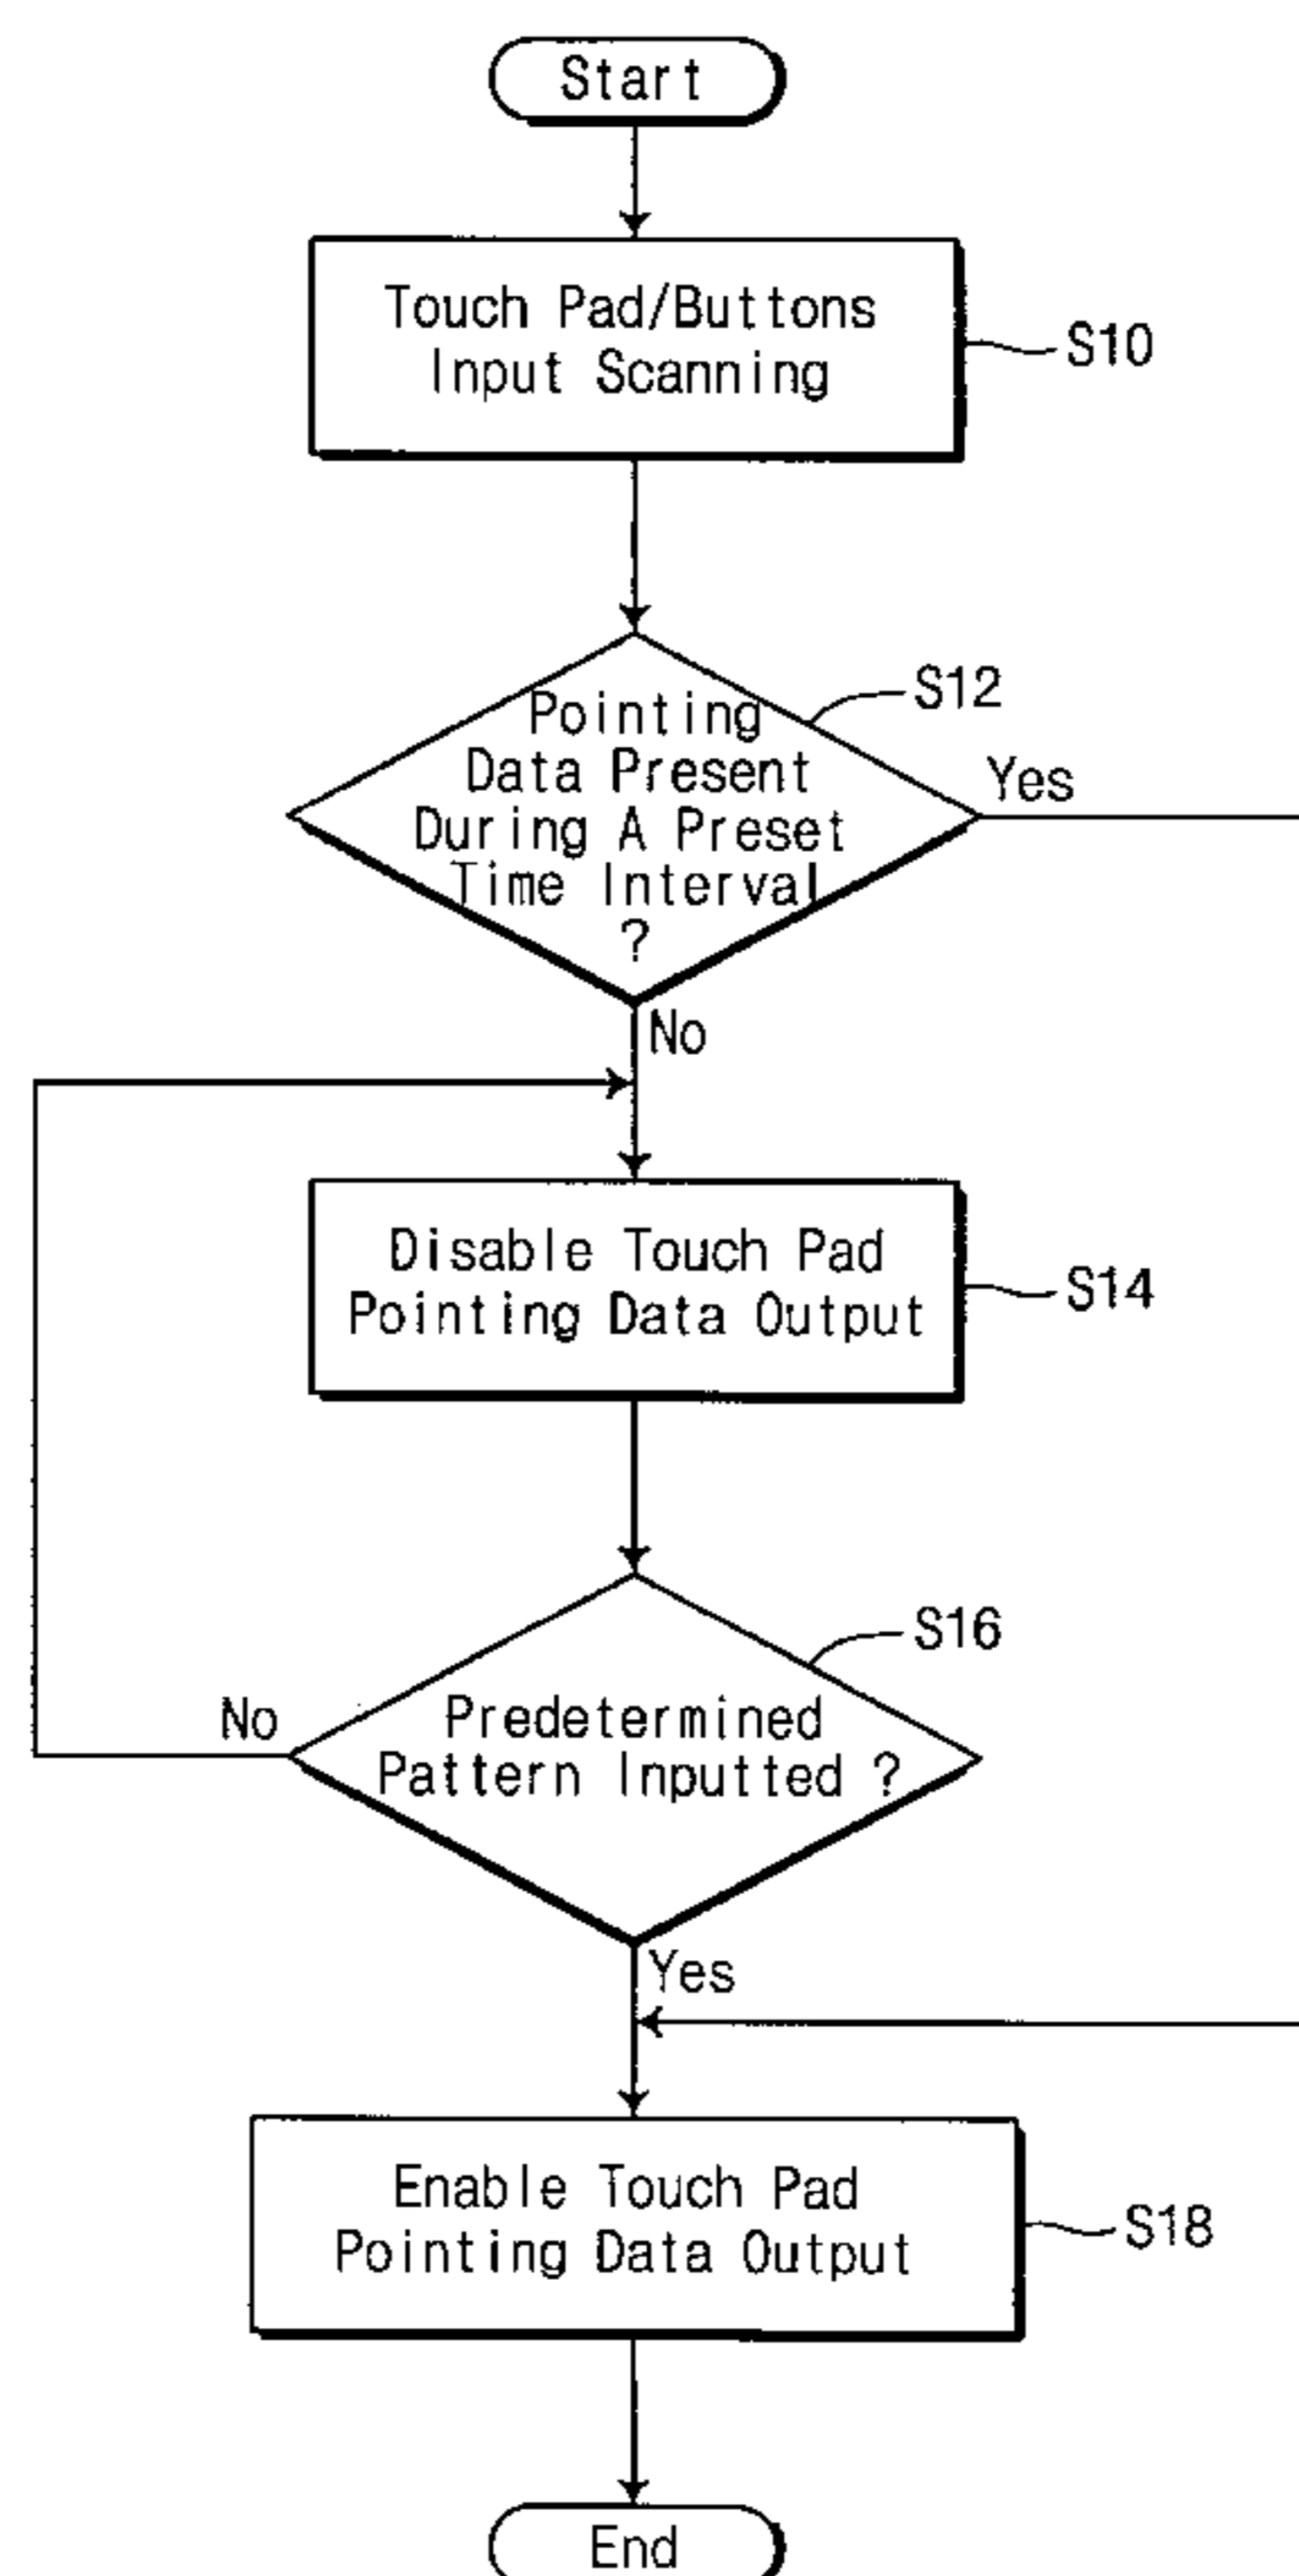 Start
Touch Pad/Buttons
Input Scanning
S10
Pointing
Data Present
During A Preset
Time Interval
?
S12
Yes
No
Disable Touch Pad
Pointing Data Output
S14
Predetermined
Pattern Inputted ?
S16
No
Yes
Enable Touch Pad
Pointing Data Output
S18
End